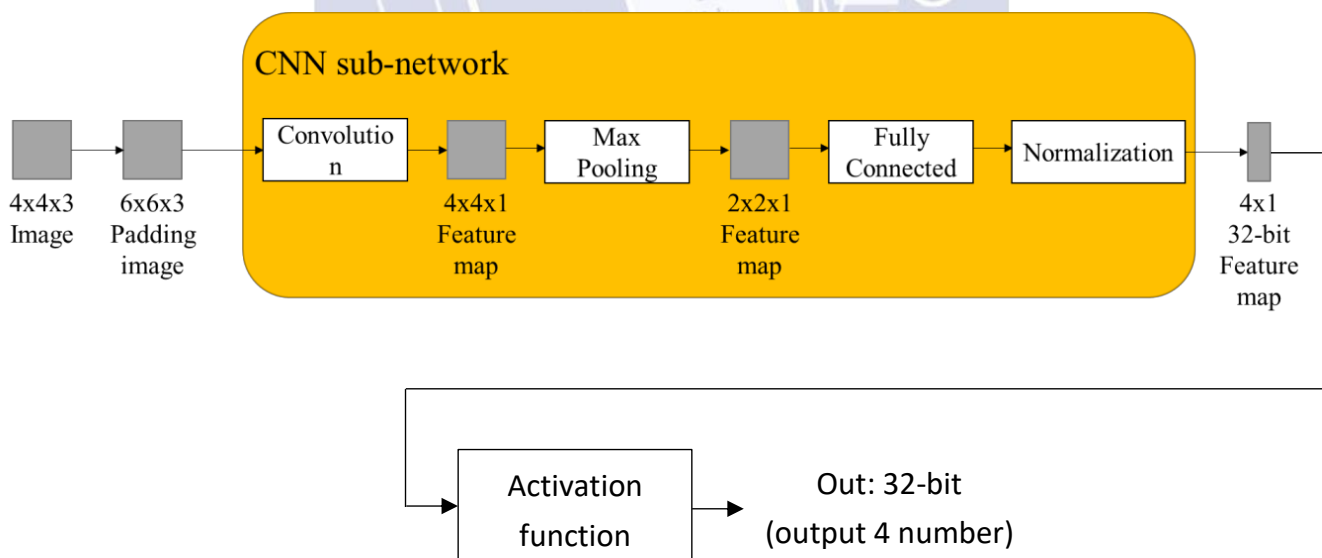 CNN sub-network
Convolutio
n
Max
Pooling
Fully
Connected
Normalization
4x4x3
Image
6x6x3
Padding
image
4x4x1
Feature
map
2x2x1
Feature
map
4x1
32-bit
Feature
map
Activation
function
Out: 32-bit
(output 4 number)